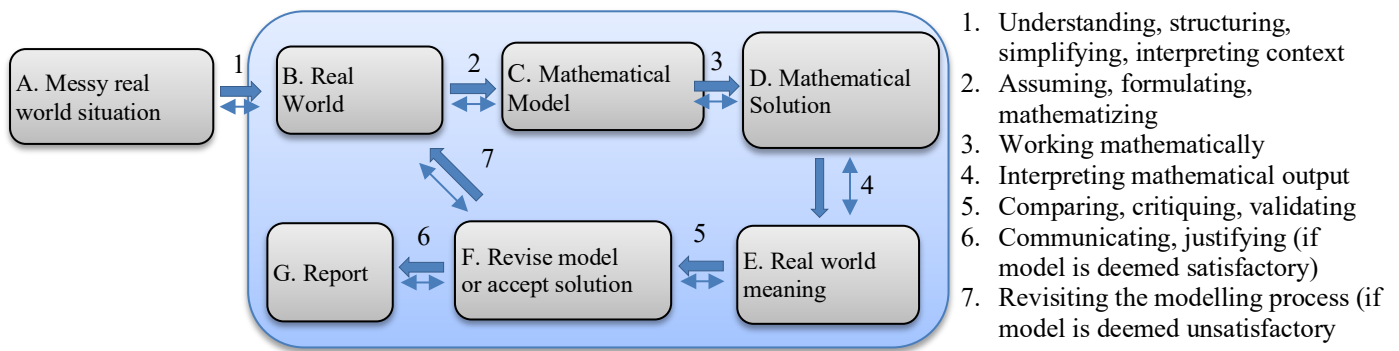 A. Messy real
world situation
1
B. Real
World
2
C. Mathematical
Model
3
D. Mathematical
Solution
4
E. Real world
meaning
5
F. Revise model
or accept solution
6
G. Report
7
1. Understanding, structuring,
simplifying, interpreting context
2. Assuming, formulating,
mathematizing
3. Working mathematically
4. Interpreting mathematical output
5. Comparing, critiquing, validating
6. Communicating, justifying (if
model is deemed satisfactory)
7. Revisiting the modelling process (if
model is deemed unsatisfactory